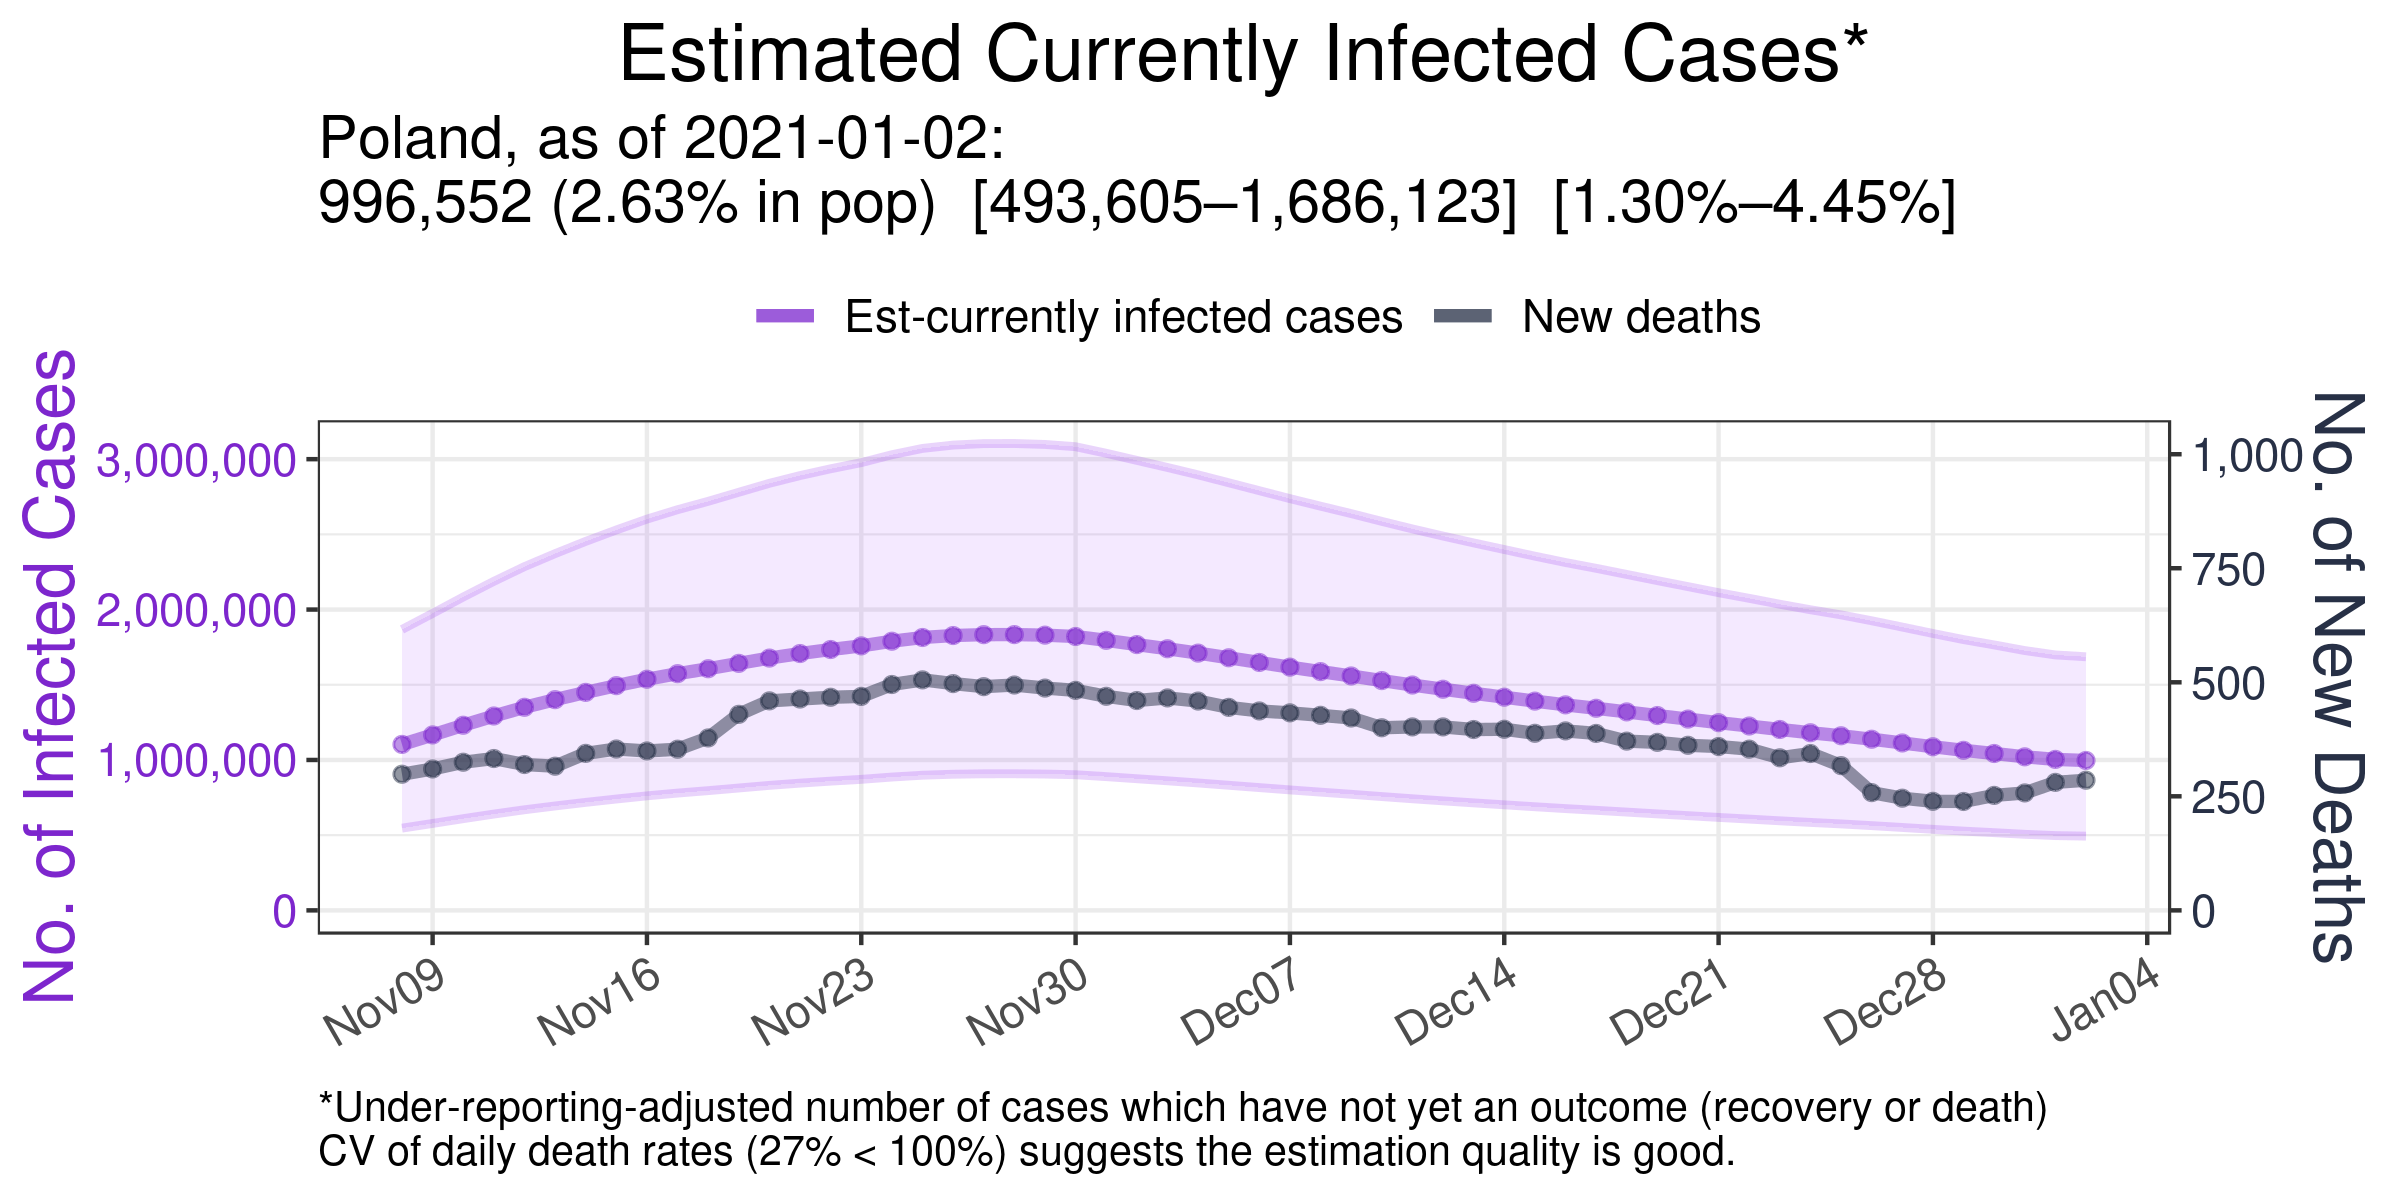 Estimated Currently Infected Cases*
Poland, as of 2021-01-02:
996,552 (2.63% in pop) [493,605–1,686,123] [1.30%–4.45%]
Est-currently infected cases
New deaths
No. of Infected Cases
3,000,000
2,000,000
1,000,000
0
1,000
750
500
250
0
No. of New Deaths
Nov09
Nov16
Nov23
Nov30
Dec07
Dec14
Dec21
Dec28
Jan04
*Under-reporting-adjusted number of cases which have not yet an outcome (recovery or death)
CV of daily death rates (27% < 100%) suggests the estimation quality is good.